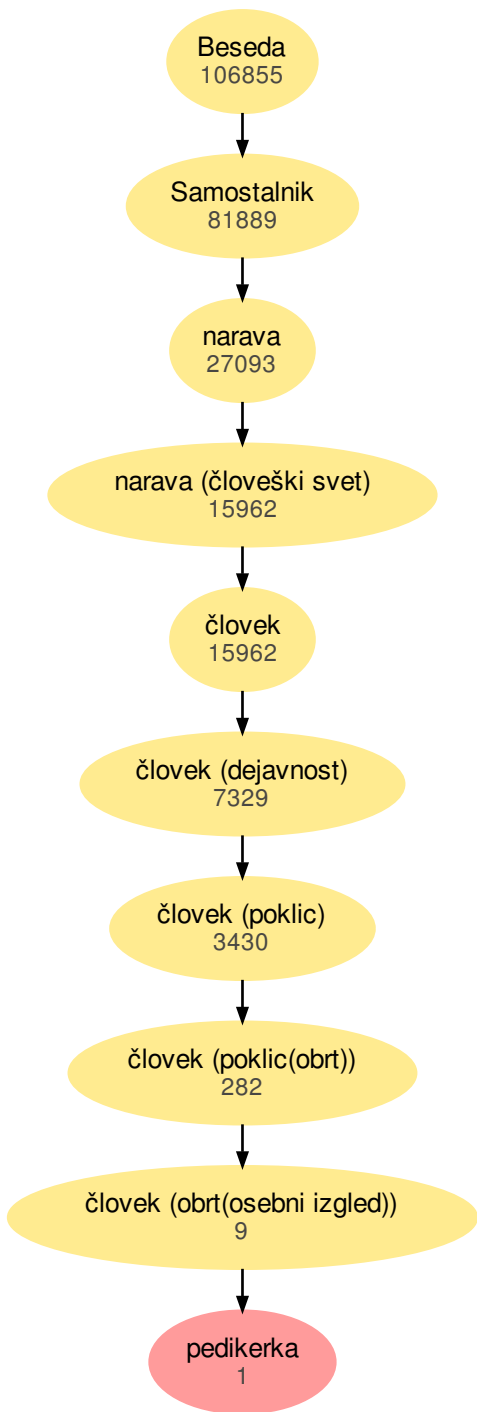 Beseda
106855
Samostalnik
81889
narava
27093
narava (človeški svet)
15962
človek
15962
človek (dejavnost)
7329
človek (poklic)
3430
človek (poklic(obrt))
282
človek (obrt(osebni izgled))
9
pedikerka
1